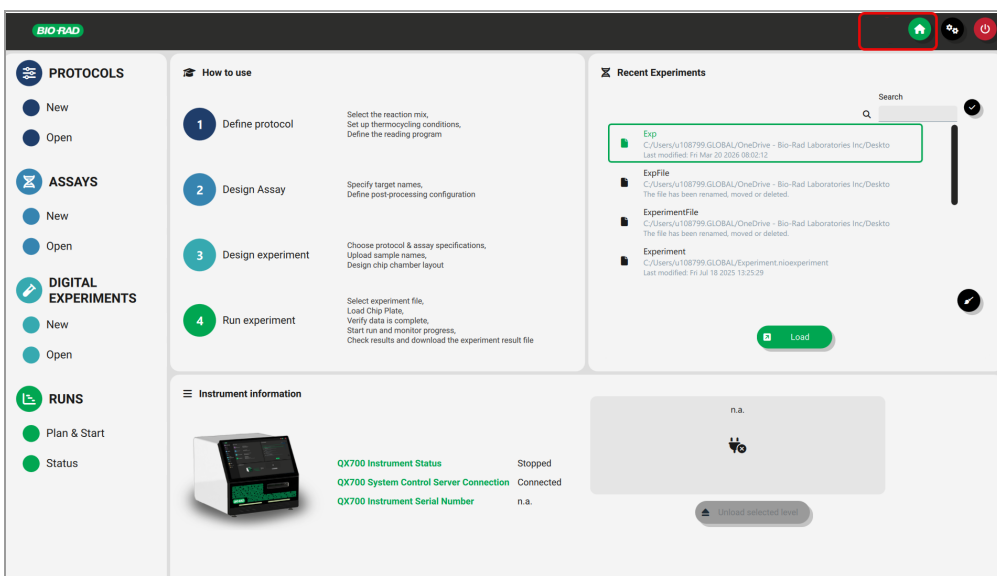 BIO-RAD
PROTOCOLS
New
Open
ASSAYS
New
Open
DIGITAL
EXPERIMENTS
New
Open
RUNS
Plan & Start
Status
How to use
1 Define protocol
Select the reaction mix,
Set up thermocycling conditions,
Define the reading program
2 Design Assay
Specify target names,
Define post-processing configuration
3 Design experiment
Choose protocol & assay specifications,
Upload sample names,
Design chip chamber layout
4 Run experiment
Select experiment file,
Load Chip Plate,
Verify data is complete,
Start run and monitor progress,
Check results and download the experiment result file
Recent Experiments
Search
Exp
C:/Users/u108799.GLOBAL/OneDrive - Bio-Rad Laboratories Inc/Deskto
Last modified: Fri Mar 20 2026 08:02:12
ExpFile
C:/Users/u108799.GLOBAL/OneDrive - Bio-Rad Laboratories Inc/Deskto
The file has been renamed, moved or deleted.
ExperimentFile
C:/Users/u108799.GLOBAL/OneDrive - Bio-Rad Laboratories Inc/Deskto
The file has been renamed, moved or deleted.
Experiment
C:/Users/u108799.GLOBAL/Experiment.nioexperiment
Last modified: Fri Jul 18 2025 13:25:29
Load
Instrument information
QX700 Instrument Status Stopped
QX700 System Control Server Connection Connected
QX700 Instrument Serial Number n.a.
n.a.
Unload selected level